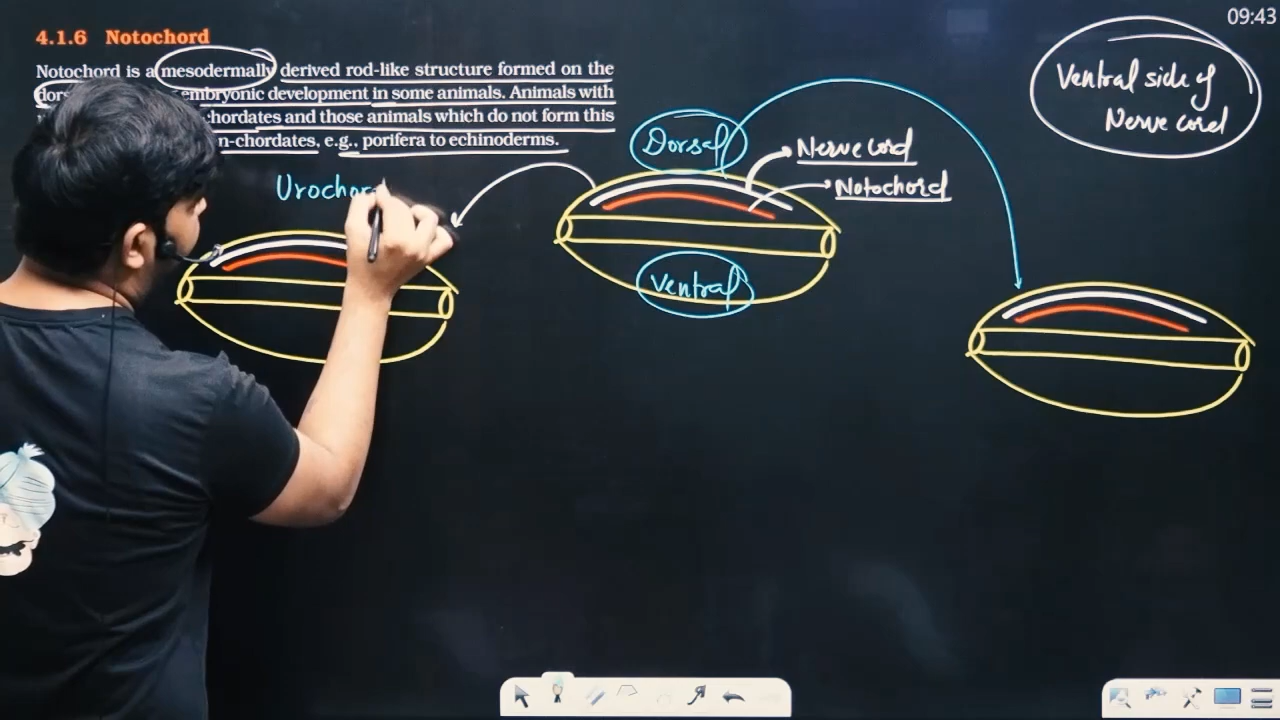 09:43
4.1.6 Notochord
Notochord is a mesodermally derived rod-like structure formed on the
embryonic development in some animals. Animals with
chordates and those animals which do not form this
n-chordates, e.g., porifera to echinoderms.
Ventral side of
Nerve cord
Dorsal
Nerve cord
Notochord
Urochor
Ventral